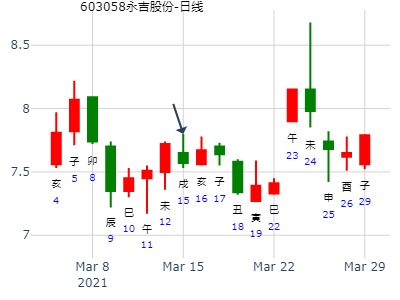 603058永吉股份-日线
8.5
8
7.5
7
亥
4
子
5
卯
8
辰
9
巳
10
午
11
未
12
戌
15
亥
16
子
17
丑
18
寅
19
巳
22
午
23
未
24
申
25
酉
26
子
29
Mar 8
2021
Mar 15
Mar 22
Mar 29